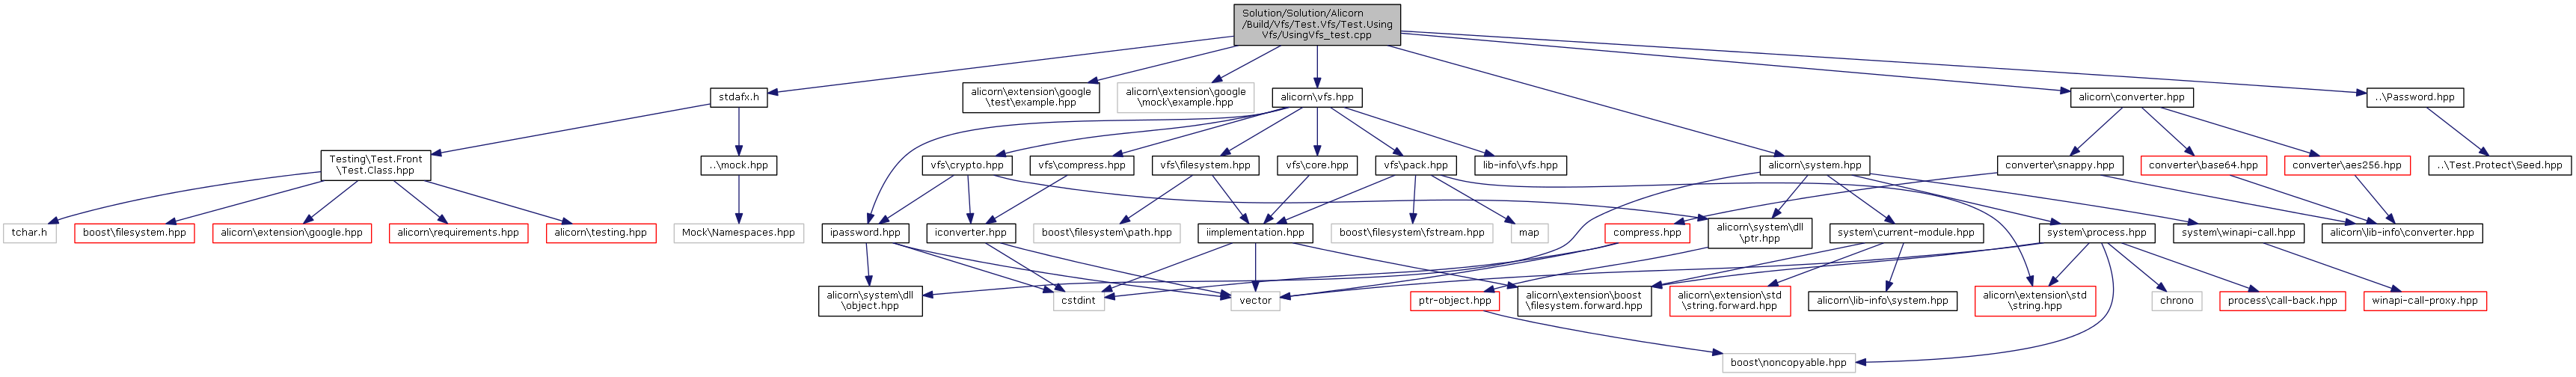 Solution/Solution/Alicorn
/Build/Vfs/Test.Vfs/Test.Using
Vfs/UsingVfs_test.cpp
stdafx.h
alicorn\extension\google
\test\example.hpp
alicorn\extension\google
\mock\example.hpp
alicorn\vfs.hpp
alicorn\converter.hpp
..\Password.hpp
Testing\Test.Front
\Test.Class.hpp
..\mock.hpp
vfs\crypto.hpp
vfs\compress.hpp
vfs\filesystem.hpp
vfs\core.hpp
vfs\pack.hpp
lib-info\vfs.hpp
alicorn\system.hpp
converter\snappy.hpp
converter\base64.hpp
converter\aes256.hpp
..\Test.Protect\Seed.hpp
tchar.h
boost\filesystem.hpp
alicorn\extension\google.hpp
alicorn\requirements.hpp
alicorn\testing.hpp
Mock\Namespaces.hpp
ipassword.hpp
iconverter.hpp
boost\filesystem\path.hpp
iimplementation.hpp
boost\filesystem\fstream.hpp
map
compress.hpp
alicorn\system\dll
\ptr.hpp
system\current-module.hpp
system\process.hpp
system\winapi-call.hpp
alicorn\lib-info\converter.hpp
alicorn\system\dll
\object.hpp
cstdint
vector
ptr-object.hpp
alicorn\extension\boost
\filesystem.forward.hpp
alicorn\extension\std
\string.forward.hpp
alicorn\lib-info\system.hpp
alicorn\extension\std
\string.hpp
chrono
process\call-back.hpp
winapi-call-proxy.hpp
boost\noncopyable.hpp